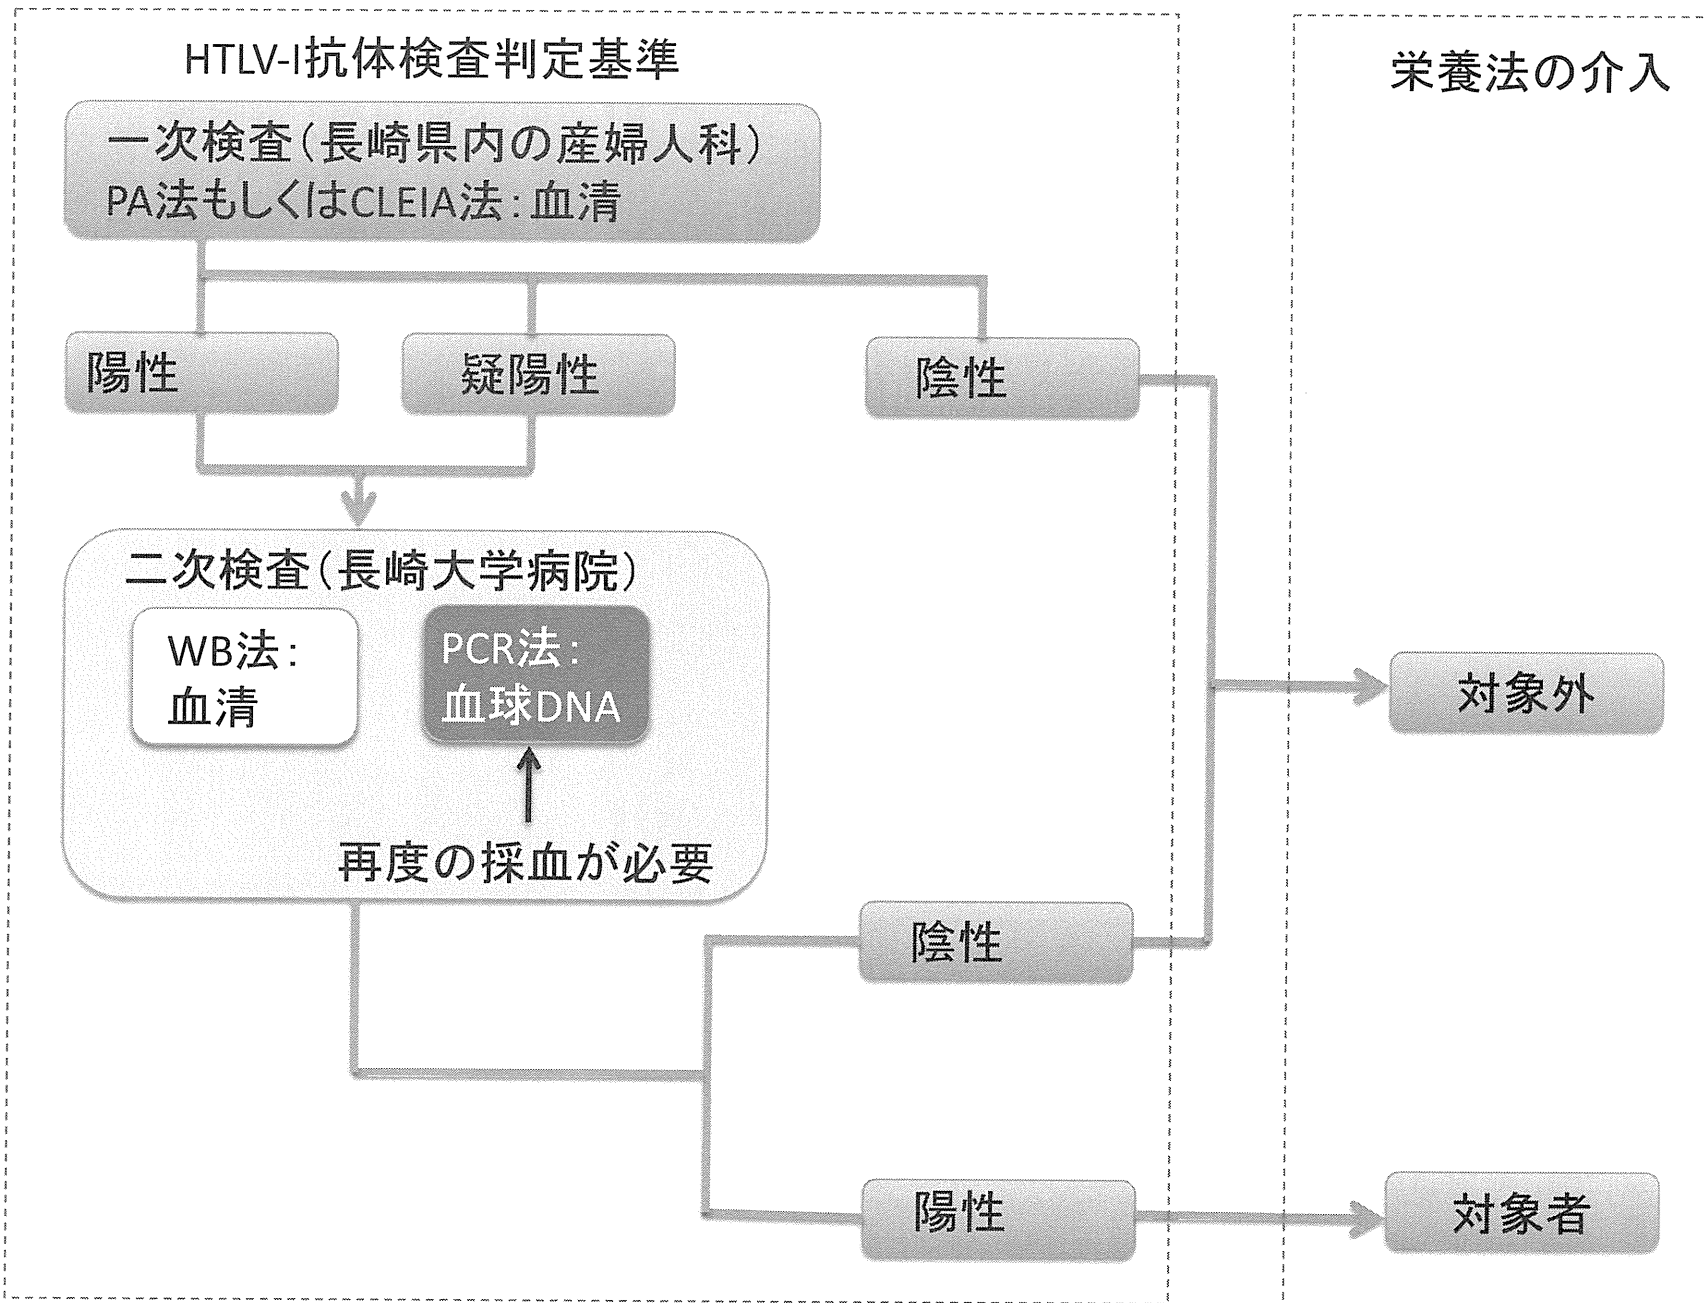 HTLV-I抗体検査判定基準
栄養法の介入
一次検査(長崎県内の産婦人科)
PA法もしくはCLEIA法:血清
陽性
疑陽性
陰性
二次検査(長崎大学病院)
WB法:
血清
PCR法:
血球DNA
再度の採血が必要
対象外
陰性
陽性
対象者